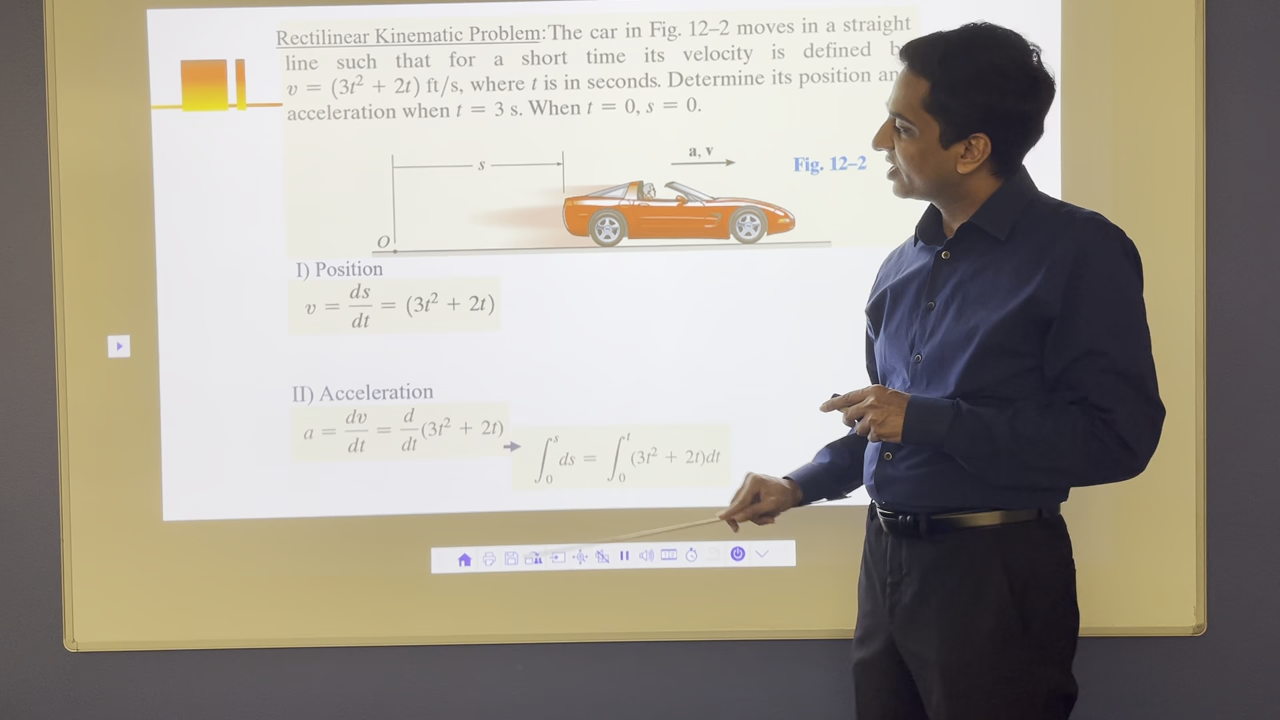 Rectilinear Kinematic Problem: The car in Fig. 12–2 moves in a straight
line such that for a short time its velocity is defined
v = (3t² + 2t) ft/s, where t is in seconds. Determine its position
acceleration when t = 3 s. When t = 0, s = 0.
s
a, v
Fig. 12–2
O
I) Position
v = ds/dt = (3t² + 2t)
II) Acceleration
a = dv/dt = d/dt (3t² + 2t)
∫₀ˢ ds = ∫₀ᵗ (3t² + 2t)dt